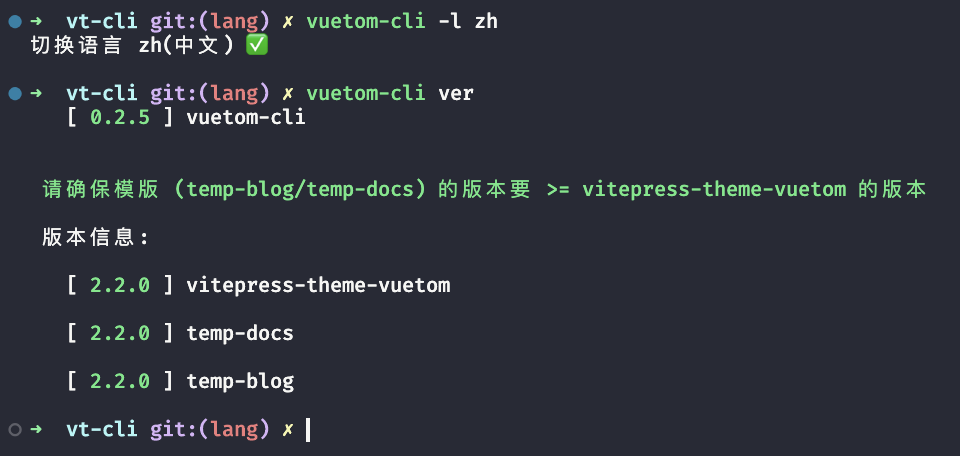 ➜ vt-cli git:(lang) ✗ vuetom-cli -l zh
切换语言 zh(中文) ✅
➜ vt-cli git:(lang) ✗ vuetom-cli ver
[ 0.2.5 ] vuetom-cli
请确保模版 (temp-blog/temp-docs) 的版本要 >= vitepress-theme-vuetom 的版本
版本信息:
[ 2.2.0 ] vitepress-theme-vuetom
[ 2.2.0 ] temp-docs
[ 2.2.0 ] temp-blog
➜ vt-cli git:(lang) ✗